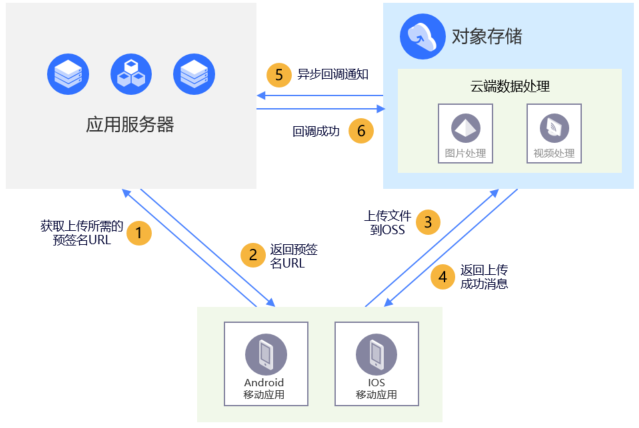 对象存储
云端数据处理
图片处理
视频处理
应用服务器
5
异步回调通知
回调成功
6
获取上传所需的
预签名URL
1
2
返回预签
名URL
上传文件
到OSS
3
4
返回上传
成功消息
Android
移动应用
IOS
移动应用